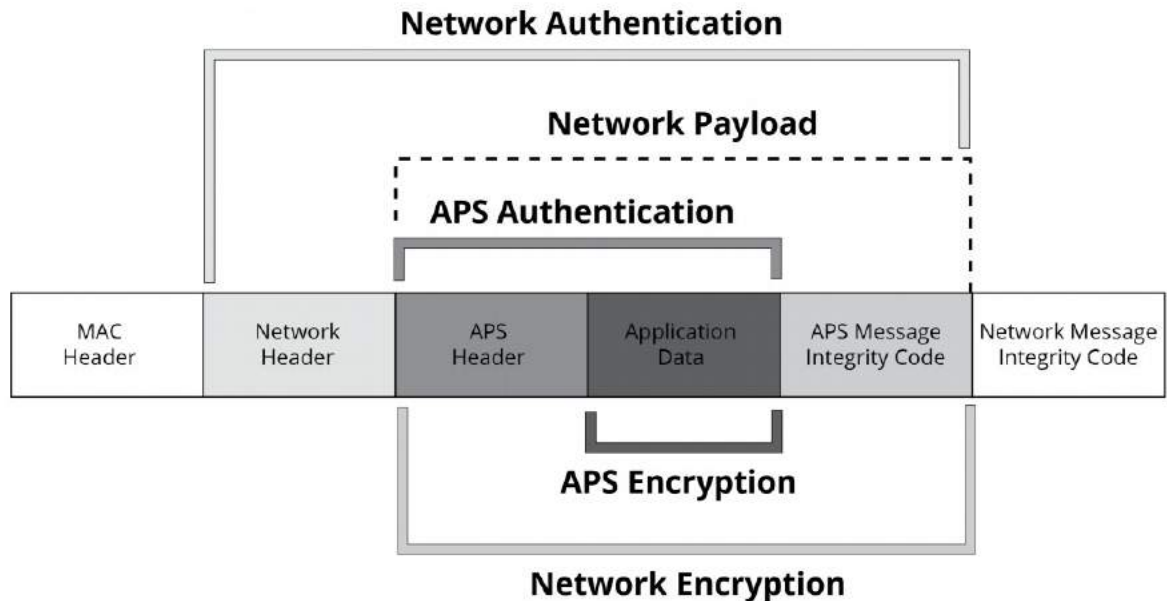 Network Authentication
Network Payload
APS Authentication
MAC
Header
Network
Header
APS
Header
Application
Data
APS Message
Integrity Code
Network Message
Integrity Code
APS Encryption
Network Encryption